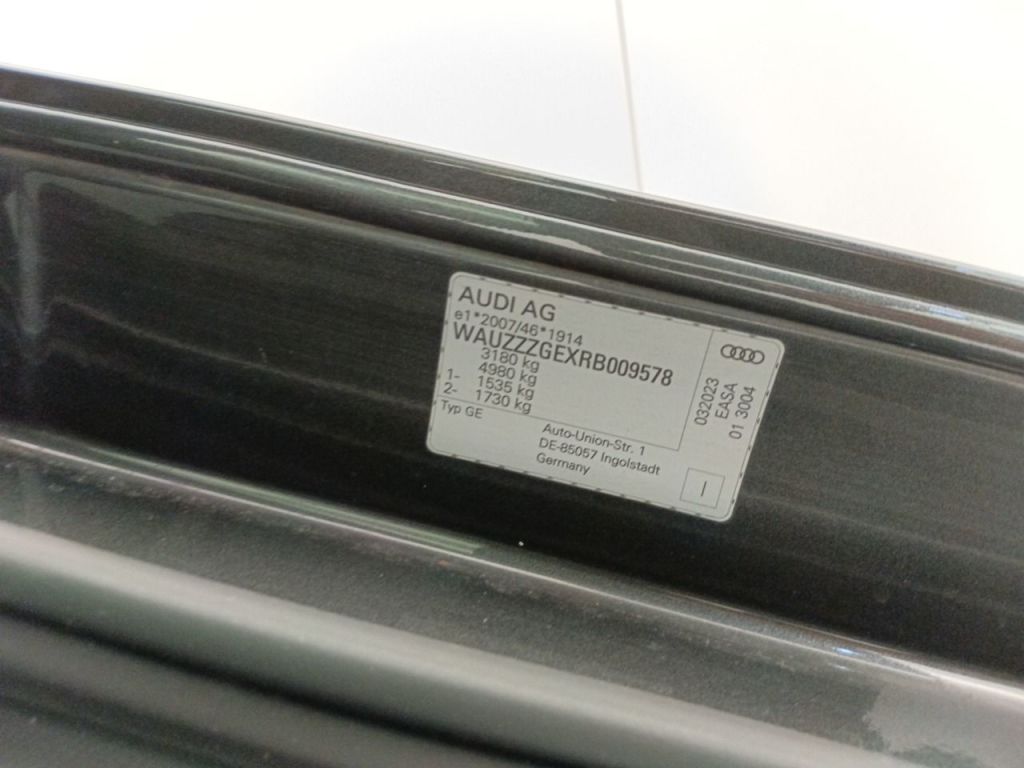 AUDI AG
e1*2007/46*1914
WAUZZZGEXRB009578
3180 kg
4980 kg
1- 1535 kg
2- 1730 kg
Typ GE
Auto-Union-Str. 1
DE-85057 Ingolstadt
Germany
032023
EASA
01 3004
I